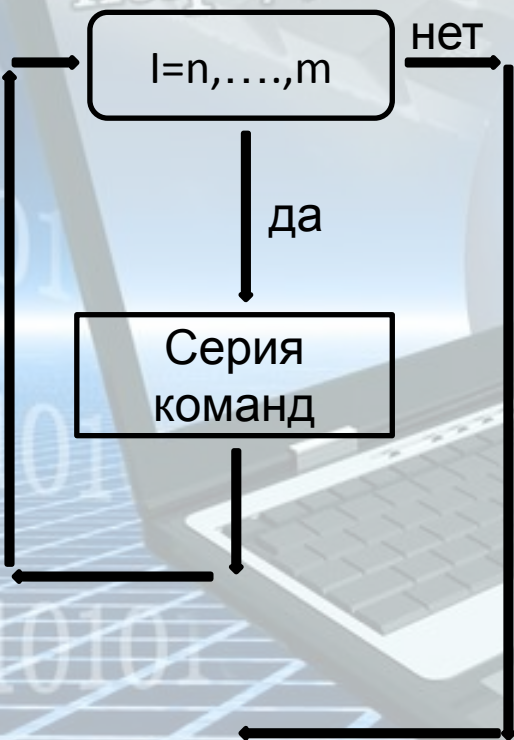 I=n,....,m
нет
да
Серия
команд